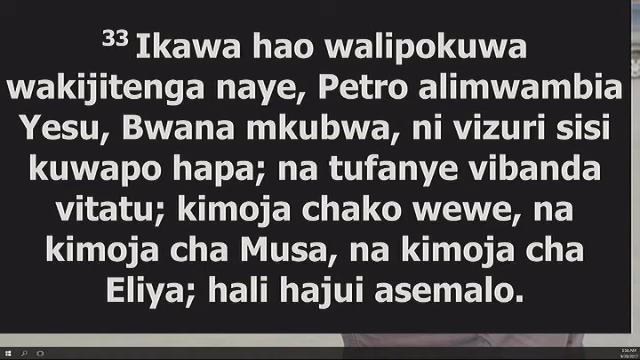 33 Ikawa hao walipokuwa
wakijitenga naye, Petro alimwambia
Yesu, Bwana mkubwa, ni vizuri sisi
kuwapo hapa; na tufanye vibanda
vitatu; kimoja chako wewe, na
kimoja cha Musa, na kimoja cha
Eliya; hali hajui asemalo.